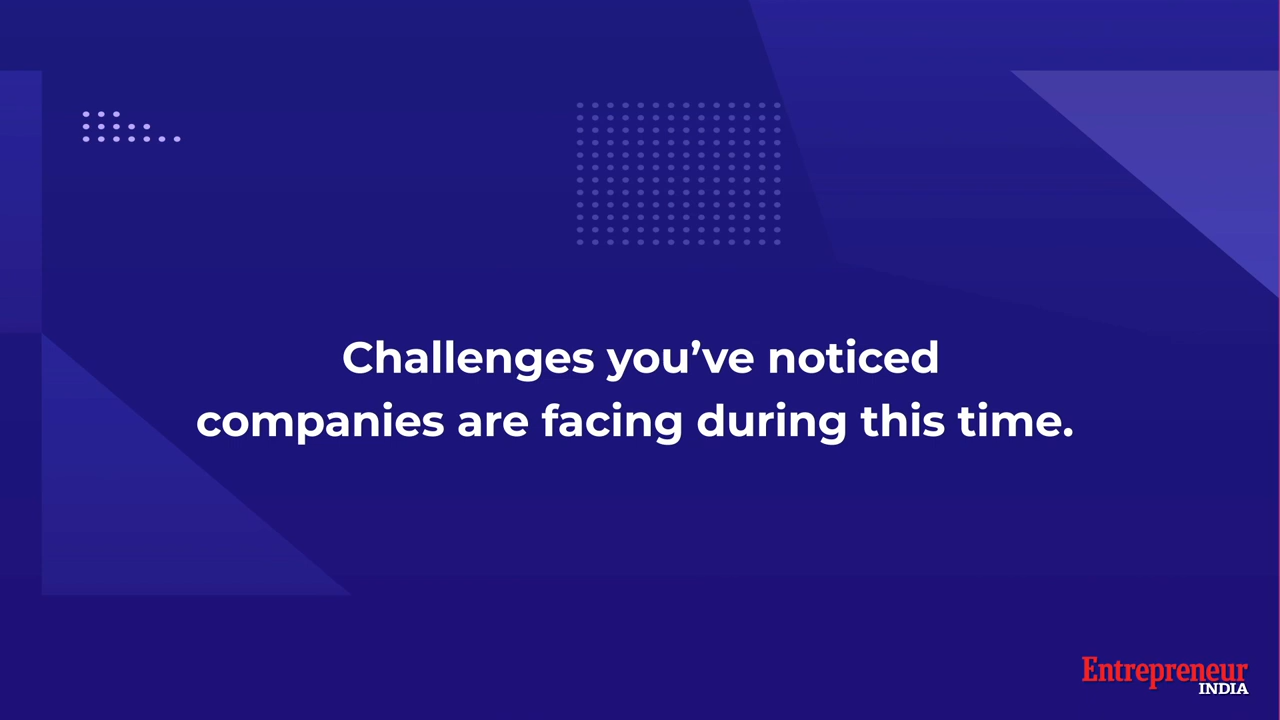 Challenges you’ve noticed
companies are facing during this time.
Entrepreneur
INDIA